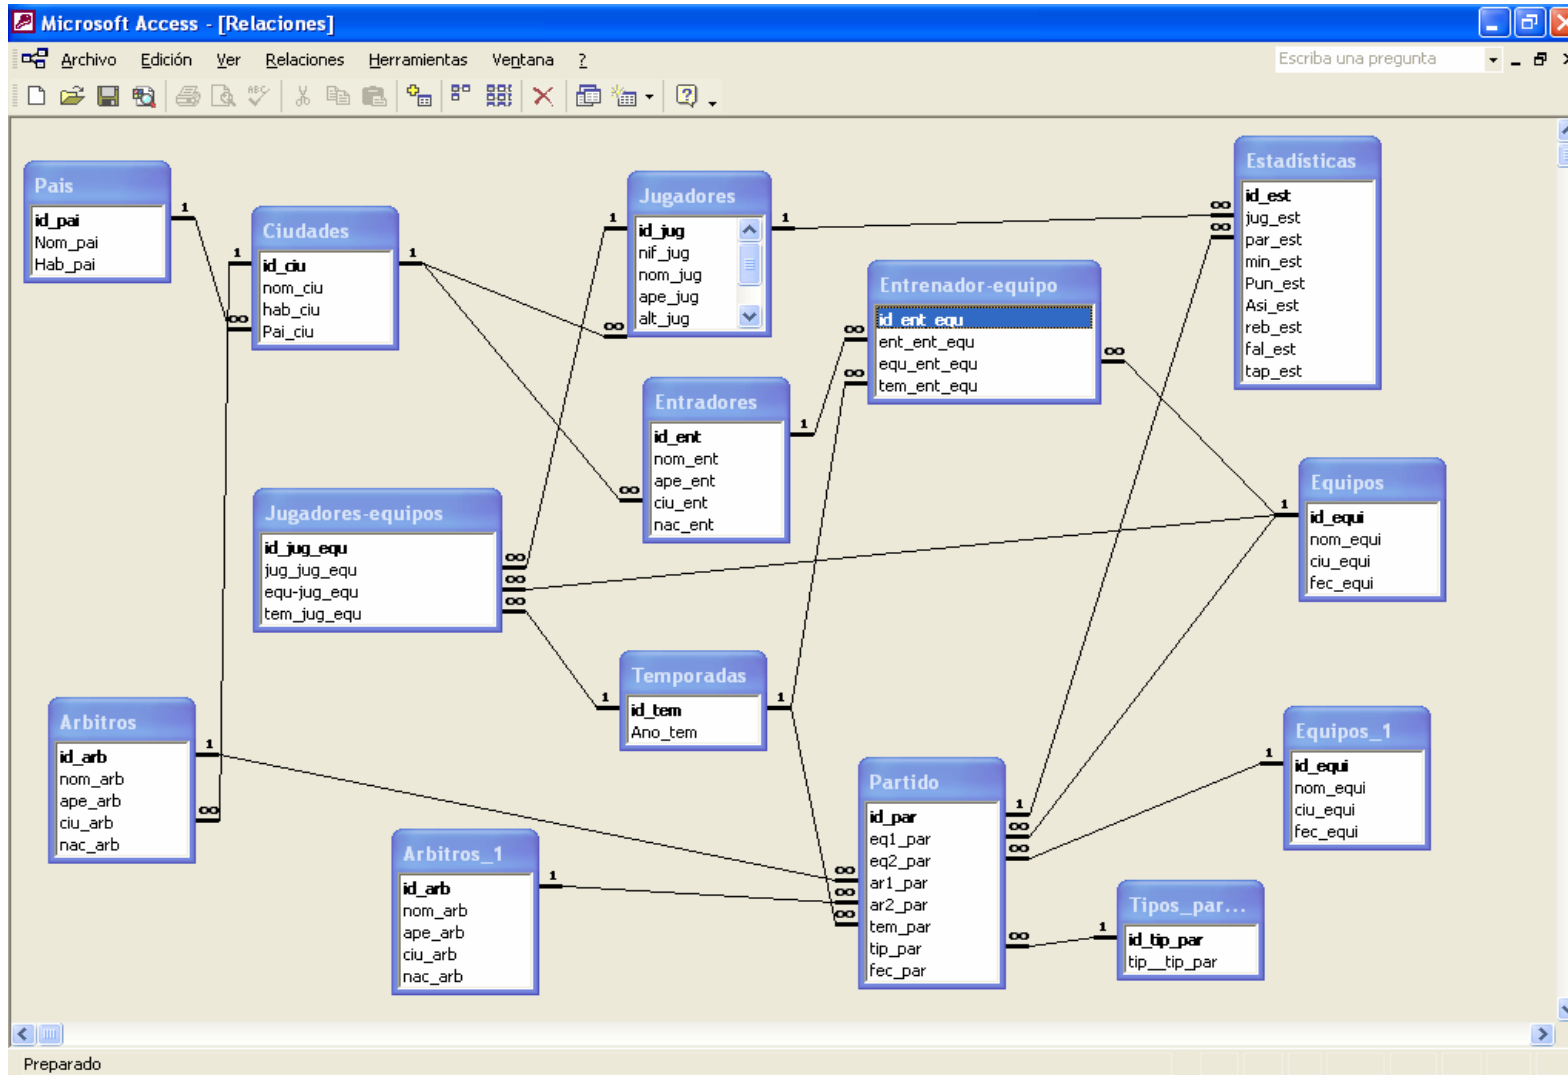 Microsoft Access - [Relaciones]
Archivo Edición Ver Relaciones Herramientas Ventana ?
Escriba una pregunta
Pais
id_pai
Nom_pai
Hab_pai
Ciudades
id_ciu
nom_ciu
hab_ciu
Pai_ciu
Jugadores
id_jug
nif_jug
nom_jug
ape_jug
alt_jug
Estadísticas
id_est
jug_est
par_est
min_est
Pun_est
Asi_est
reb_est
fal_est
tap_est
Entrenador-equipo
id_ent_equ
ent_ent_equ
equ_ent_equ
tem_ent_equ
Entradores
id_ent
nom_ent
ape_ent
ciu_ent
nac_ent
Equipos
id_equi
nom_equi
ciu_equi
fec_equi
Jugadores-equipos
id_jug_equ
jug_jug_equ
equ-jug_equ
tem_jug_equ
Temporadas
id_tem
Ano_tem
Arbitros
id_arb
nom_arb
ape_arb
ciu_arb
nac_arb
Arbitros_1
id_arb
nom_arb
ape_arb
ciu_arb
nac_arb
Partido
id_par
eq1_par
eq2_par
ar1_par
ar2_par
tem_par
tip_par
fec_par
Equipos_1
id_equi
nom_equi
ciu_equi
fec_equi
Tipos_par...
id_tip_par
tip__tip_par
Preparado